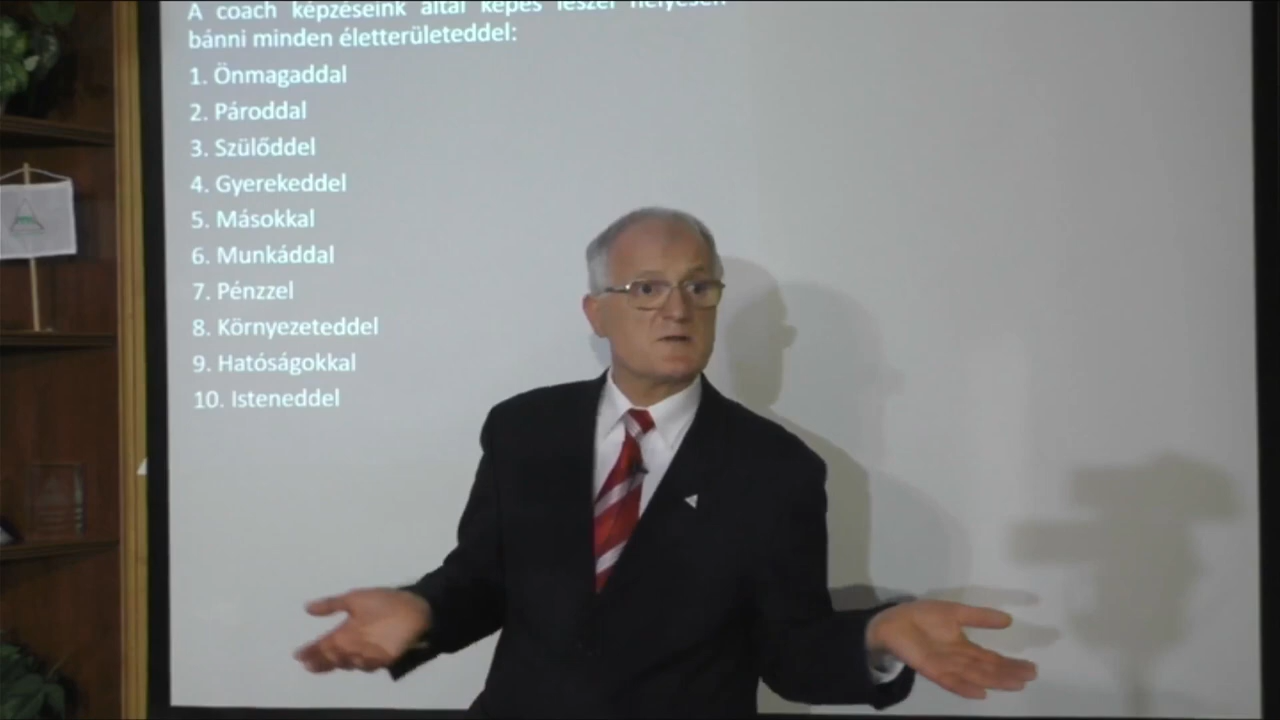 A coach képzéseink által képes leszel helyesen
bánni minden életterületeddel:
1. Önmagaddal
2. Pároddal
3. Szülőddel
4. Gyerekeddel
5. Másokkal
6. Munkáddal
7. Pénzzel
8. Környezeteddel
9. Hatóságokkal
10. Isteneddel